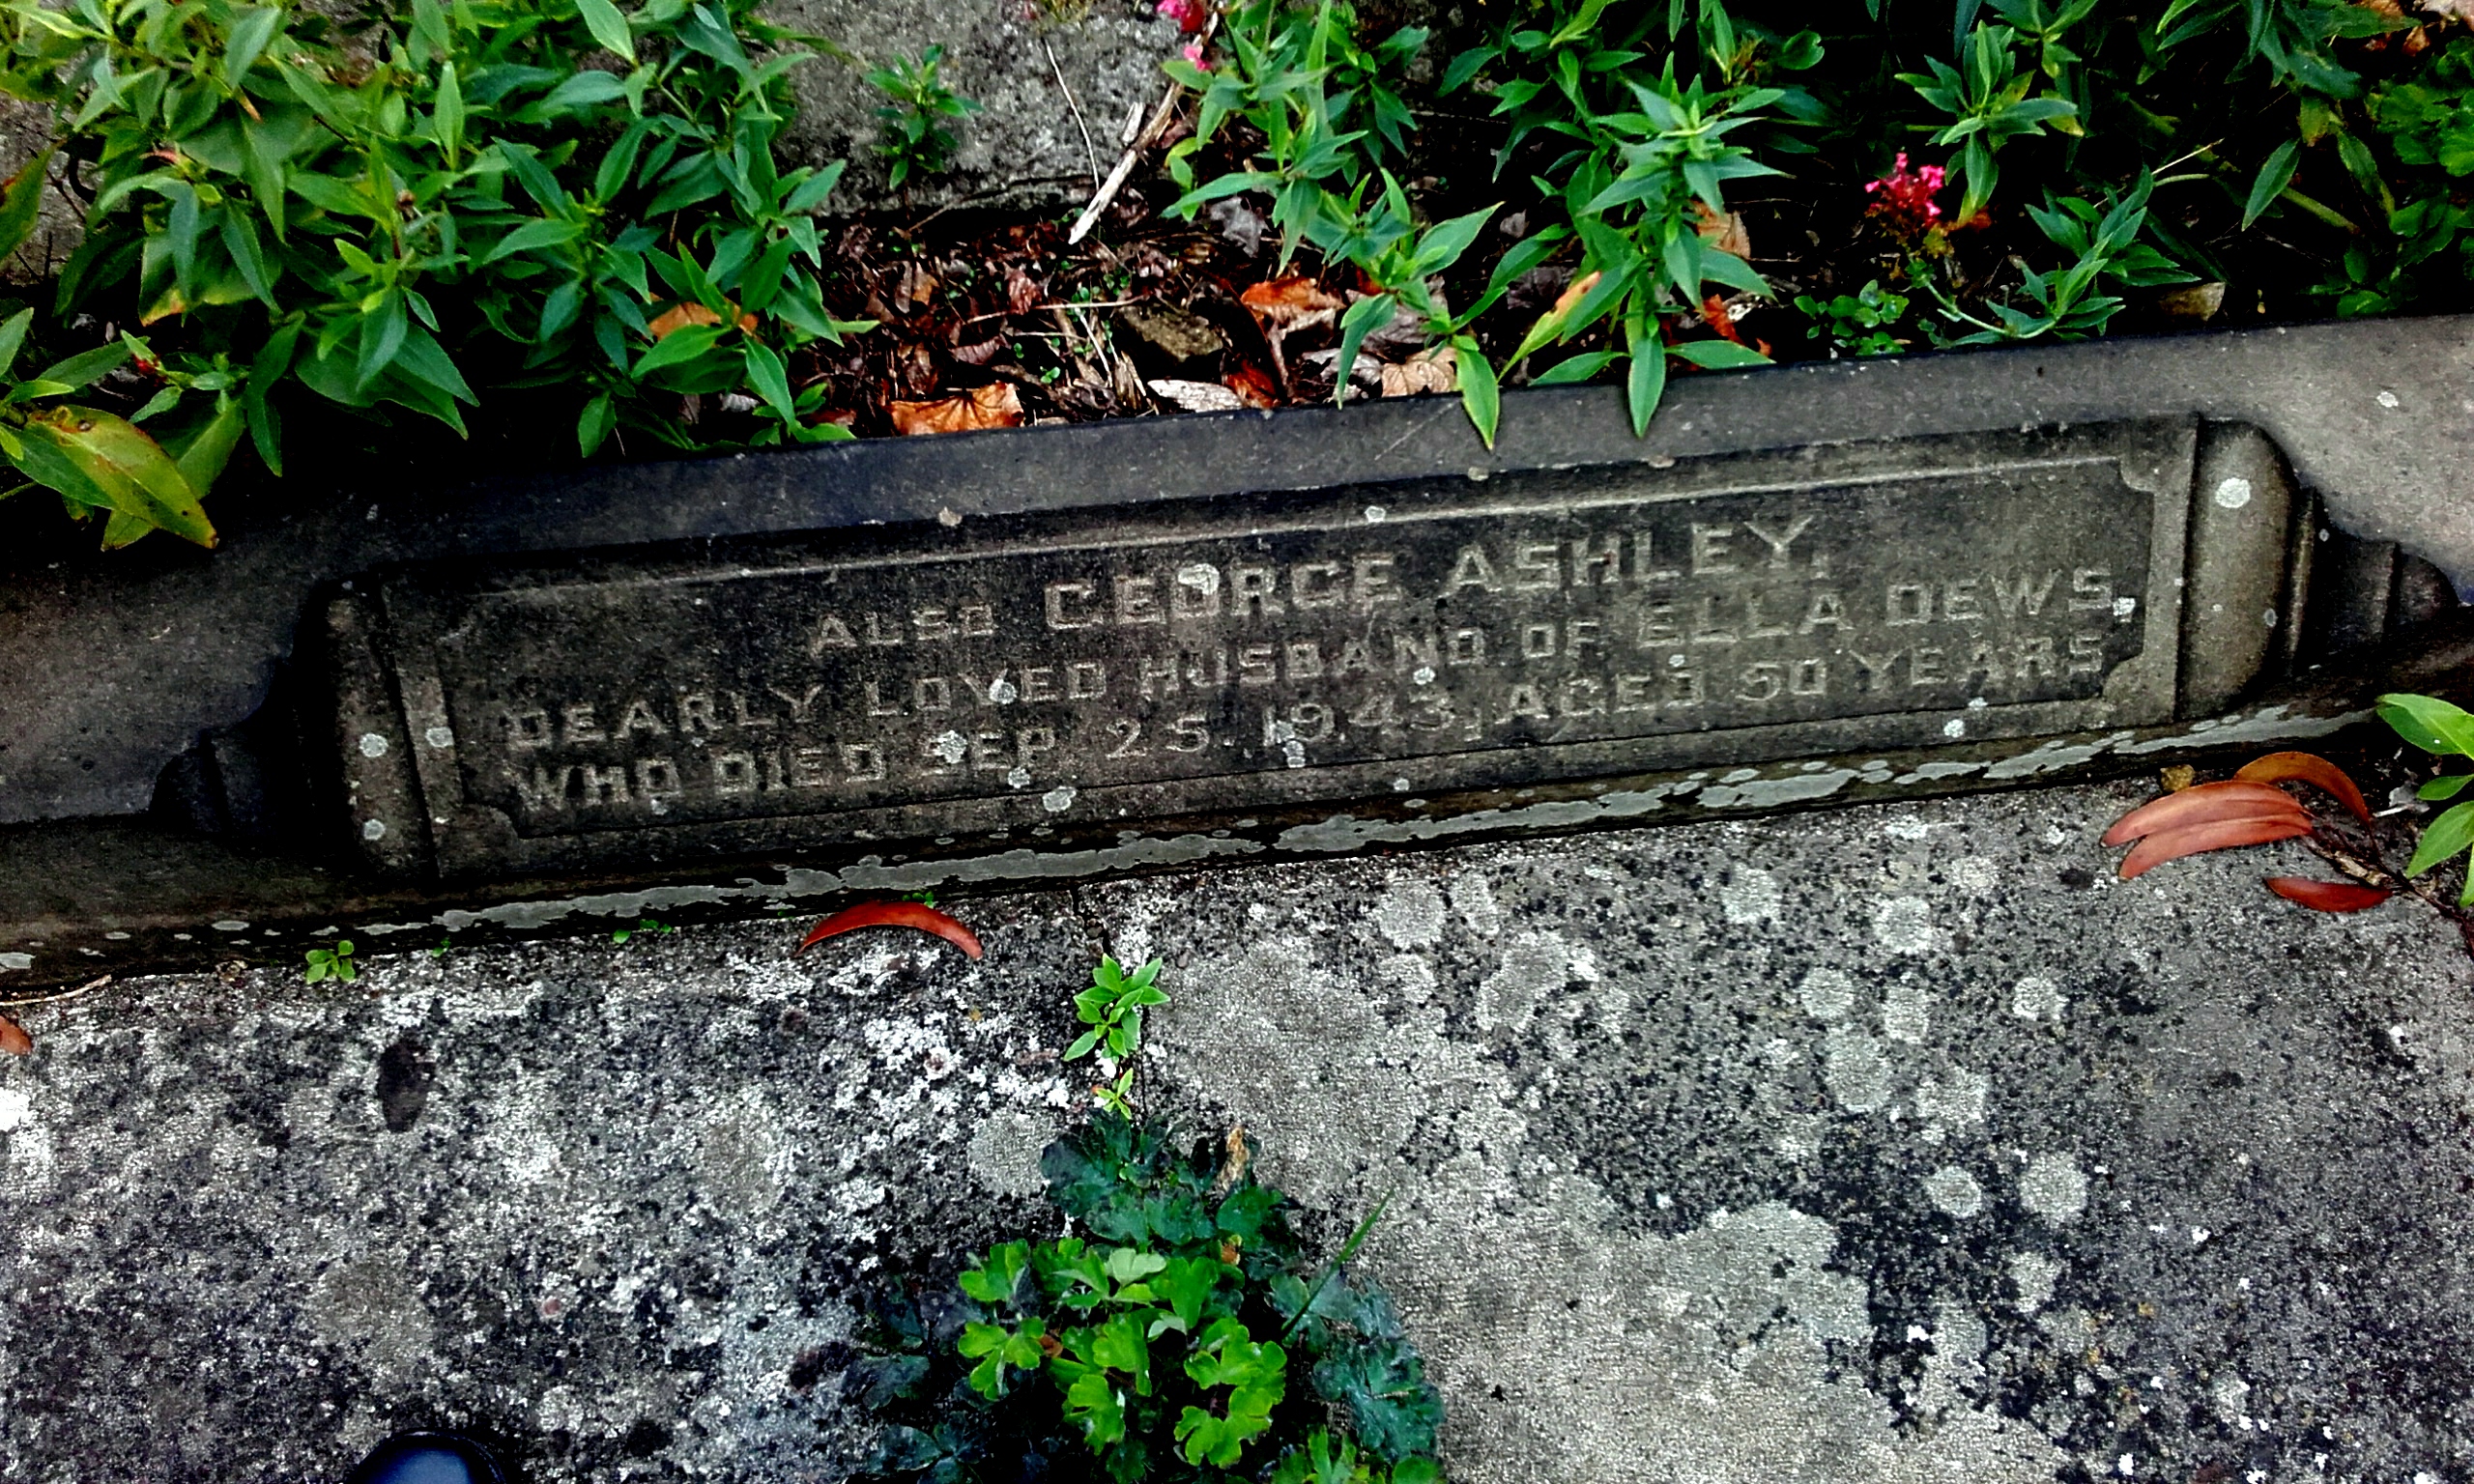 ALSO GEORGE ASHLEY,
DEARLY LOVED HUSBAND OF ELLA DEWS
WHO DIED SEP 25. 1943, AGED 50 YEARS